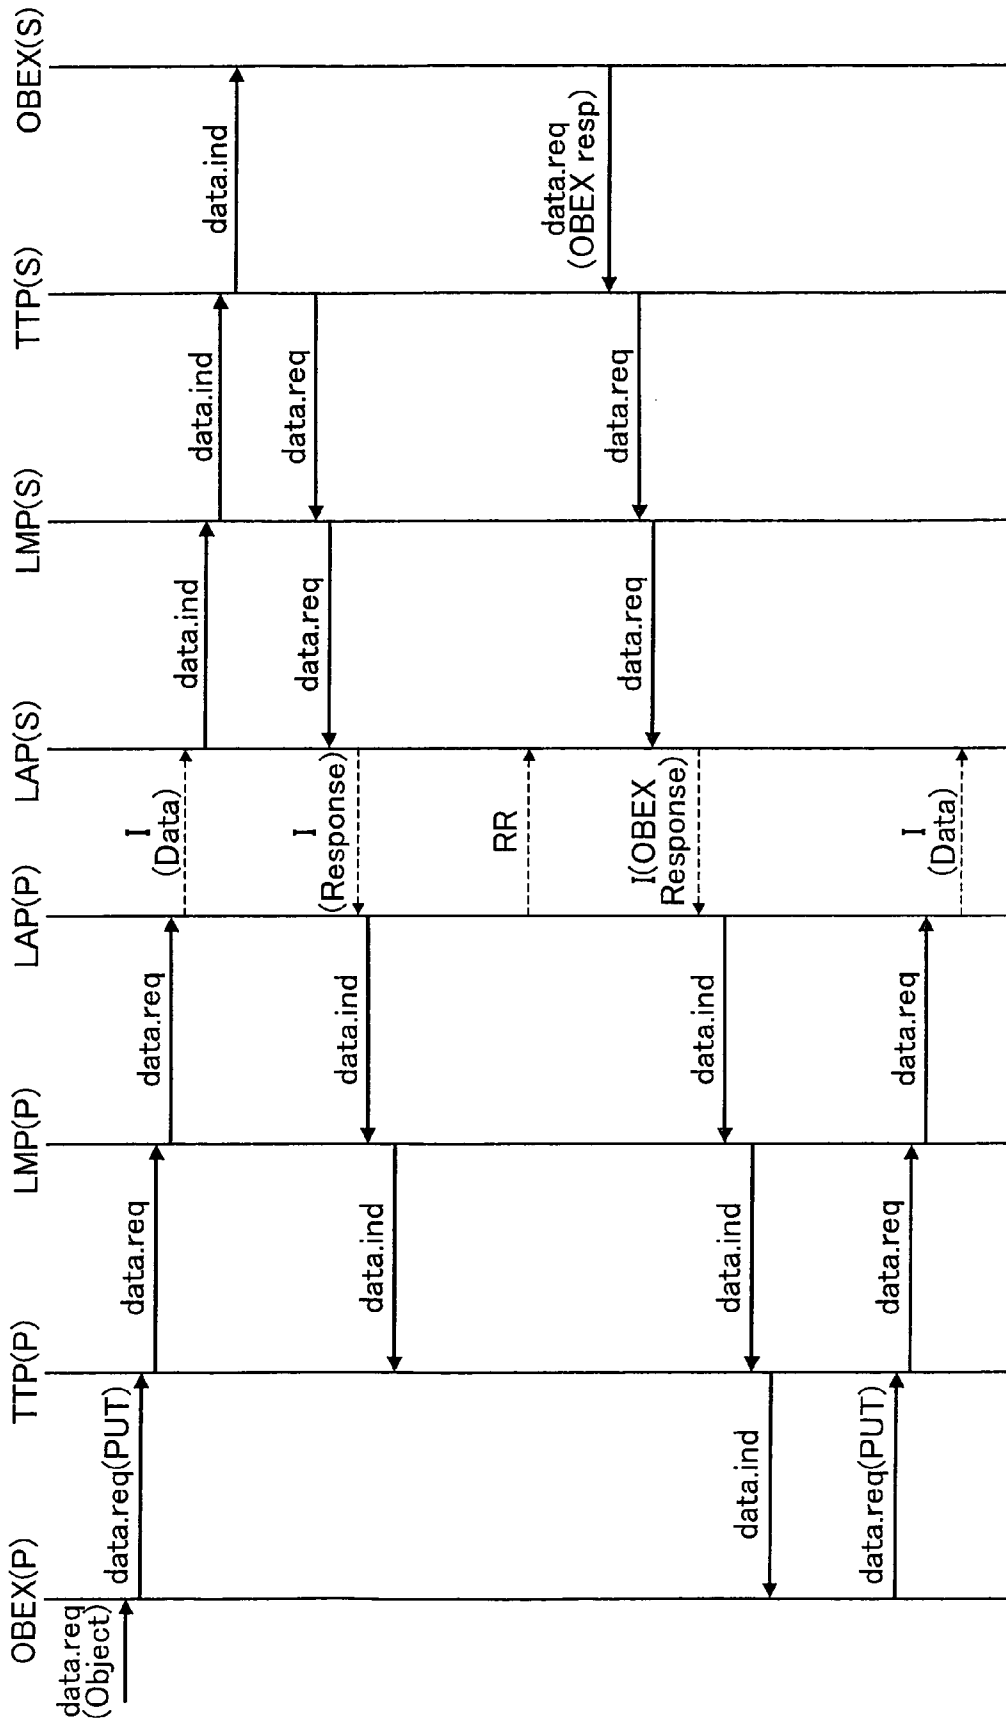 OBEX(P)
TTP(P)
LMP(P)
LAP(P)
LAP(S)
LMP(S)
TTP(S)
OBEX(S)
data.req
(Object)
data.req(PUT)
data.req
data.req
I
(Data)
data.ind
data.ind
data.ind
data.req
data.req
I
(Response)
data.ind
data.ind
RR
data.req
(OBEX resp)
data.req
data.req
I(OBEX
Response)
data.ind
data.ind
data.ind
data.req(PUT)
data.req
data.req
I
(Data)